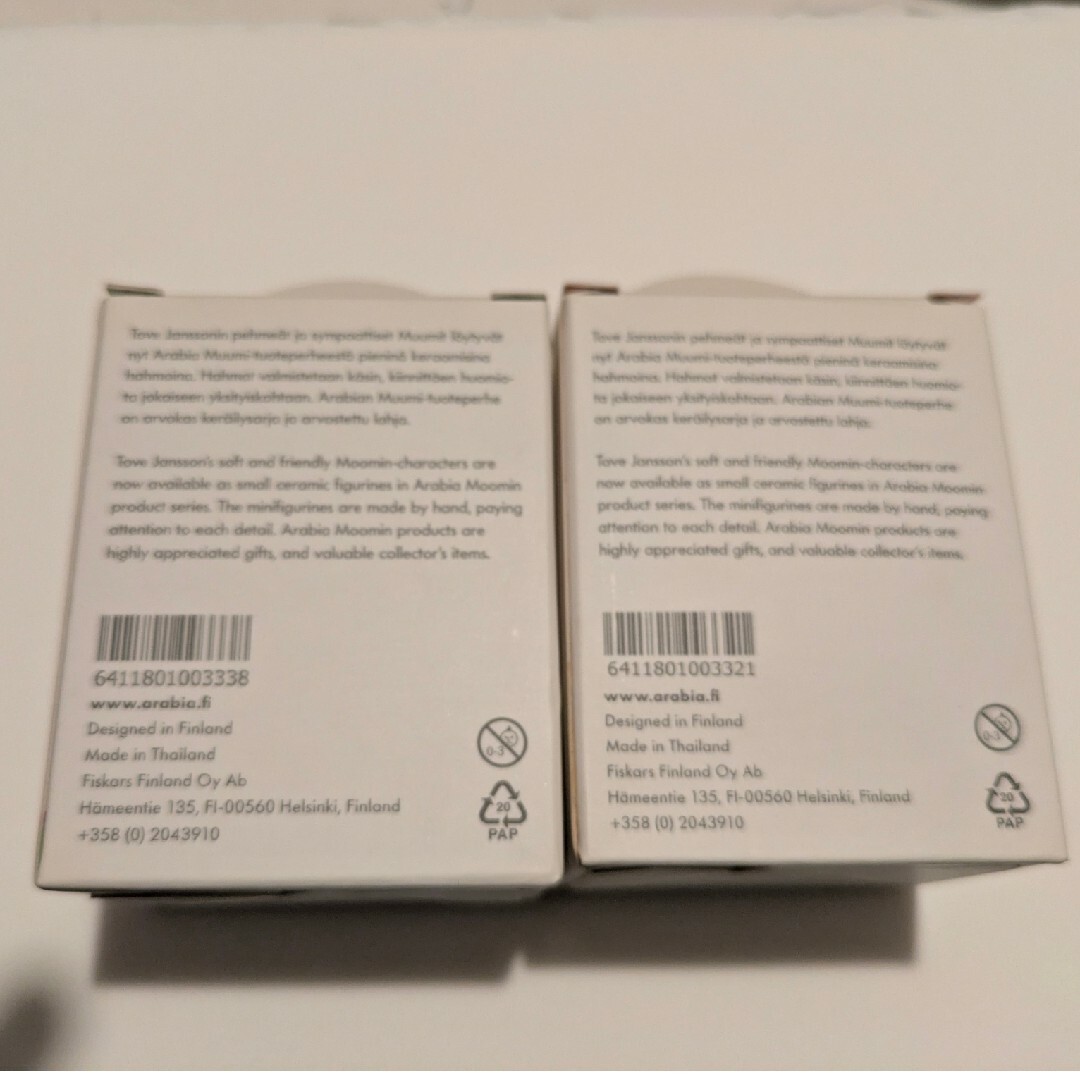 Tove Janssonin pehmeät ja sympaattiset Muumit löytyvät
nyt Arabia Muumi-tuoteperheestä pieninä keraamisina
hahmoina. Hahmot valmistetaan käsin, kiinnittäen huomio-
ta jokaiseen yksityiskohtaan. Arabian Muumi-tuoteperhe
on arvokas keräilysarja ja arvostettu lahja.
Tove Jansson's soft and friendly Moomin-characters are
now available as small ceramic figurines in Arabia Moomin
product series. The minifigurines are made by hand, paying
attention to each detail. Arabia Moomin products are
highly appreciated gifts, and valuable collector's items.
6411801003338
www.arabia.fi
Designed in Finland
Made in Thailand
Fiskars Finland Oy Ab
Hämeentie 135, FI-00560 Helsinki, Finland
+358 (0) 2043910
0-3
20
PAP
Tove Janssonin pehmeät ja sympaattiset Muumit löytyvät
nyt Arabia Muumi-tuoteperheestä pieninä keraamisina
hahmoina. Hahmot valmistetaan käsin, kiinnittäen huomio-
ta jokaiseen yksityiskohtaan. Arabian Muumi-tuoteperhe
on arvokas keräilysarja ja arvostettu lahja.
Tove Jansson's soft and friendly Moomin-characters are
now available as small ceramic figurines in Arabia Moomin
product series. The minifigurines are made by hand, paying
attention to each detail. Arabia Moomin products are
highly appreciated gifts, and valuable collector's items.
6411801003321
www.arabia.fi
Designed in Finland
Made in Thailand
Fiskars Finland Oy Ab
Hämeentie 135, FI-00560 Helsinki, Finland
+358 (0) 2043910
0-3
20
PAP